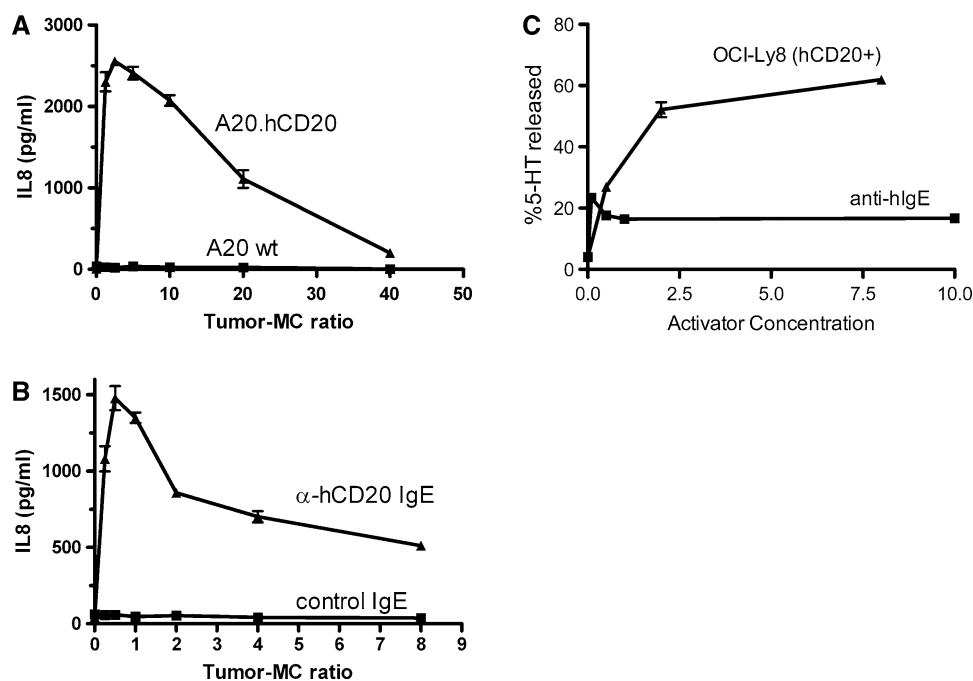 A
IL8 (pg/ml)
3000
2000
1000
0
A20.hCD20
A20 wt
0 10 20 30 40 50
Tumor-MC ratio
C
%5-HT released
80
60
40
20
0
OCI-Ly8 (hCD20+)
anti-hIgE
0.0 2.5 5.0 7.5 10.0
Activator Concentration
B
IL8 (pg/ml)
1500
1000
500
0
α-hCD20 IgE
control IgE
0 1 2 3 4 5 6 7 8 9
Tumor-MC ratio